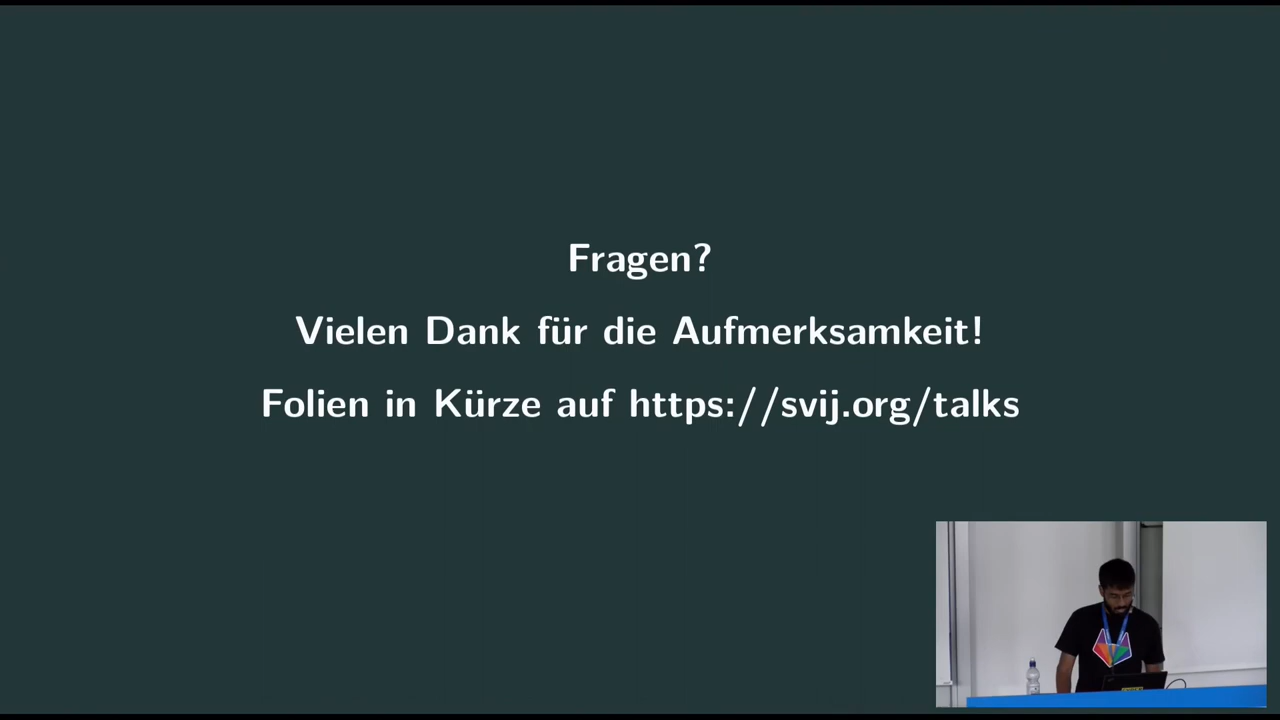 Fragen?
Vielen Dank für die Aufmerksamkeit!
Folien in Kürze auf https://svij.org/talks